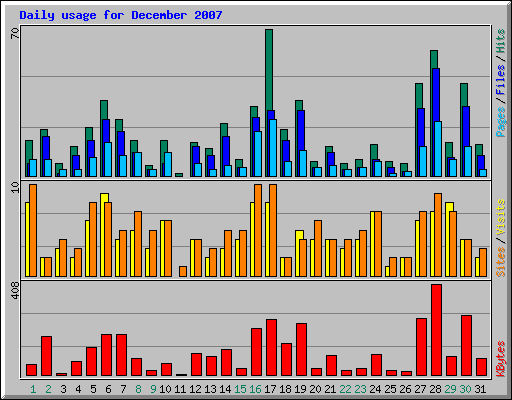 Daily usage for December 2007
70
Pages / Files / Hits
10
Sites / Visits
408
KBytes
1 2 3 4 5 6 7 8 9 10 11 12 13 14 15 16 17 18 19 20 21 22 23 24 25 26 27 28 29 30 31